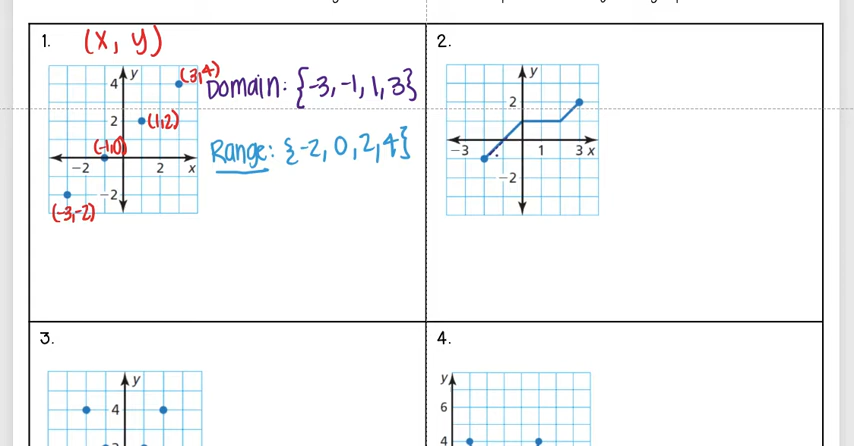 1. (x, y)
2.
y
4
(3,4)
Domain: {-3, -1, 1, 3}
2
(1,2)
(-1,0)
Range: {-2, 0, 2, 4}
-2
2
x
-2
(-3,-2)
y
2
-3
1
3 x
-2
3.
4.
y
4
y
6
4